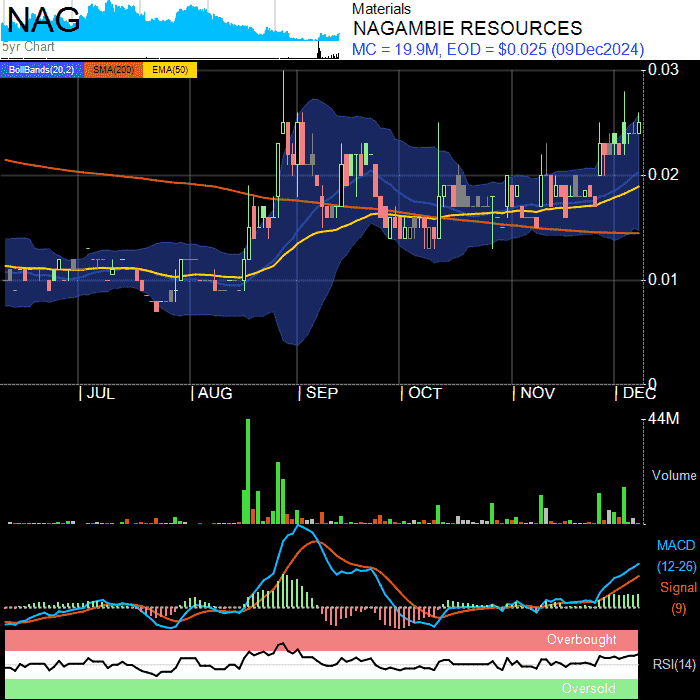 NAG
5yr Chart
Materials
NAGAMBIE RESOURCES
MC = 19.9M, EOD = $0.025 (09Dec2024)
BollBands(20,2) SMA(200) EMA(50)
0.03
0.02
0.01
0
JUL AUG SEP OCT NOV DEC
44M
Volume
MACD
(12-26)
Signal
(9)
Overbought
RSI(14)
Oversold